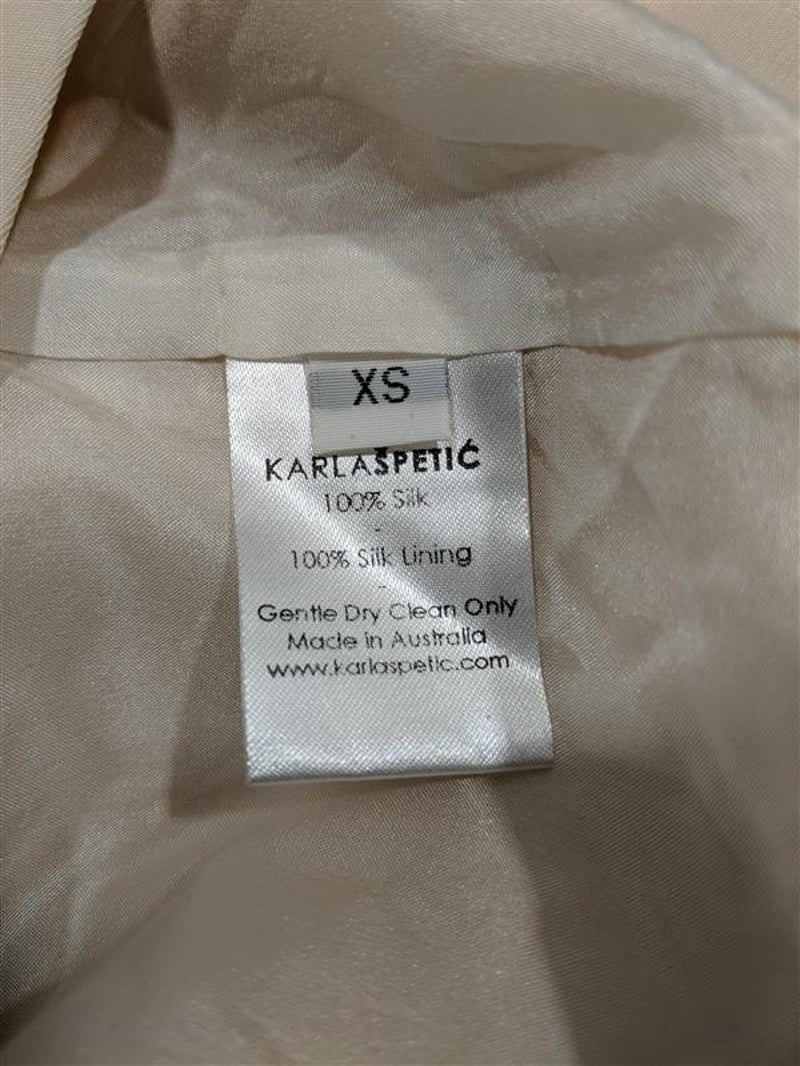 XS
KARLAŠPETIĆ
100% Silk
-
100% Silk Lining
-
Gentle Dry Clean Only
Made in Australia
www.karlaspetic.com